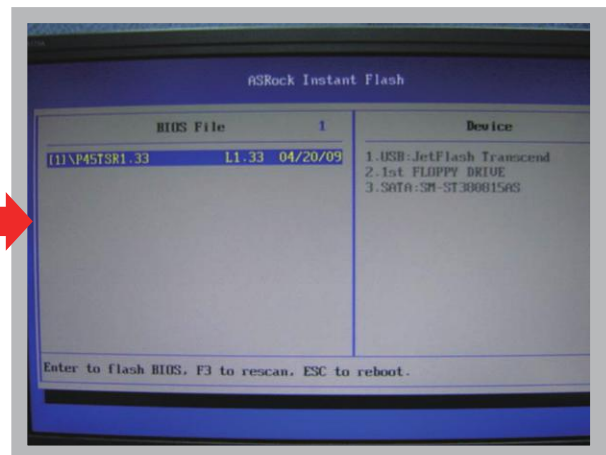 ASRock Instant Flash
BIOS File 1
[1]\P45TSR1.33 L1.33 04/20/09
Device
1.USB:JetFlash Transcend
2.1st FLOPPY DRIVE
3.SATA:SM-ST380815AS
Enter to flash BIOS, F3 to rescan, ESC to reboot.